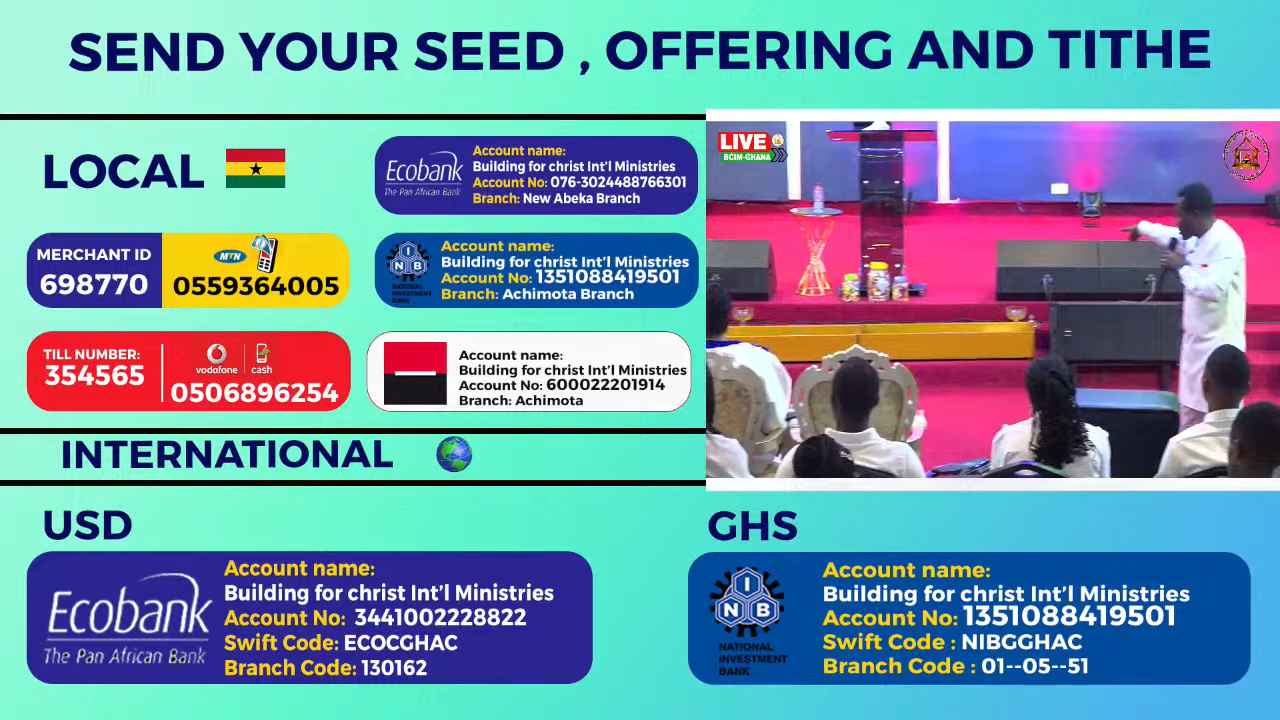 SEND YOUR SEED , OFFERING AND TITHE
LOCAL
Ecobank
The Pan African Bank
Account name:
Building for christ Int'l Ministries
Account No: 076-3024488766301
Branch: New Abeka Branch
MERCHANT ID
698770
MTN
0559364005
NIB
NATIONAL
INVESTMENT
BANK
Account name:
Building for christ Int'l Ministries
Account No: 1351088419501
Branch: Achimota Branch
TILL NUMBER:
354565
vodafone
cash
0506896254
Account name:
Building for christ Int'l Ministries
Account No: 600022201914
Branch: Achimota
LIVE
BCIM-GHANA
INTERNATIONAL
USD
Ecobank
The Pan African Bank
Account name:
Building for christ Int'l Ministries
Account No: 3441002228822
Swift Code: ECOCGHAC
Branch Code: 130162
GHS
NIB
NATIONAL
INVESTMENT
BANK
Account name:
Building for christ Int'l Ministries
Account No: 1351088419501
Swift Code : NIBGGHAC
Branch Code : 01--05--51